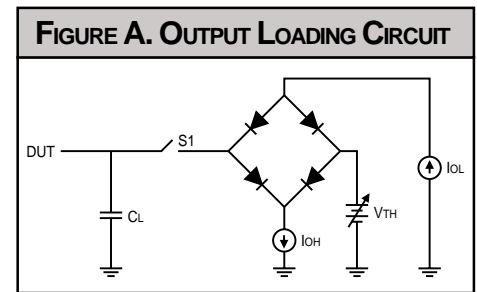 FIGURE A. OUTPUT LOADING CIRCUIT
DUT
S1
CL
IOH
VTH
IOL